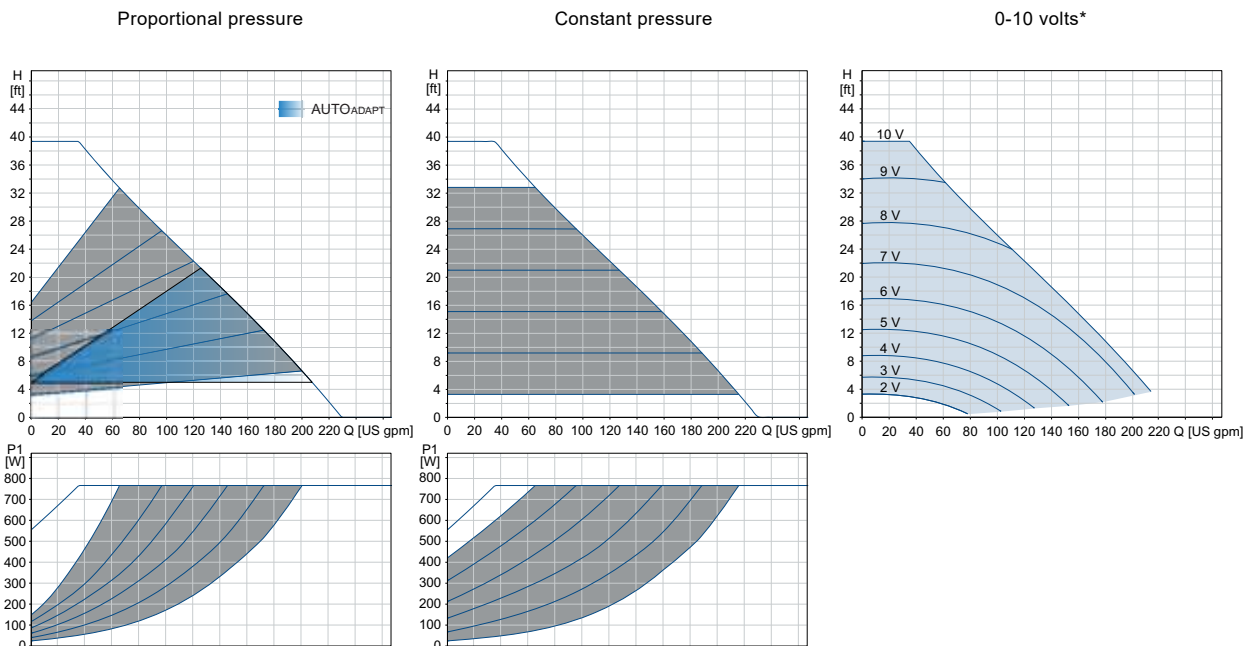 Proportional pressure
Constant pressure
0-10 volts*
H
[ft]
44
40
36
32
28
24
20
16
12
8
4
0
AUTOADAPT
0 20 40 60 80 100 120 140 160 180 200 220 Q [US gpm]
H
[ft]
44
40
36
32
28
24
20
16
12
8
4
0
0 20 40 60 80 100 120 140 160 180 200 220 Q [US gpm]
H
[ft]
44
40
36
32
28
24
20
16
12
8
4
0
10 V
9 V
8 V
7 V
6 V
5 V
4 V
3 V
2 V
0 20 40 60 80 100 120 140 160 180 200 220 Q [US gpm]
P1
[W]
800
700
600
500
400
300
200
100
0
P1
[W]
800
700
600
500
400
300
200
100
0